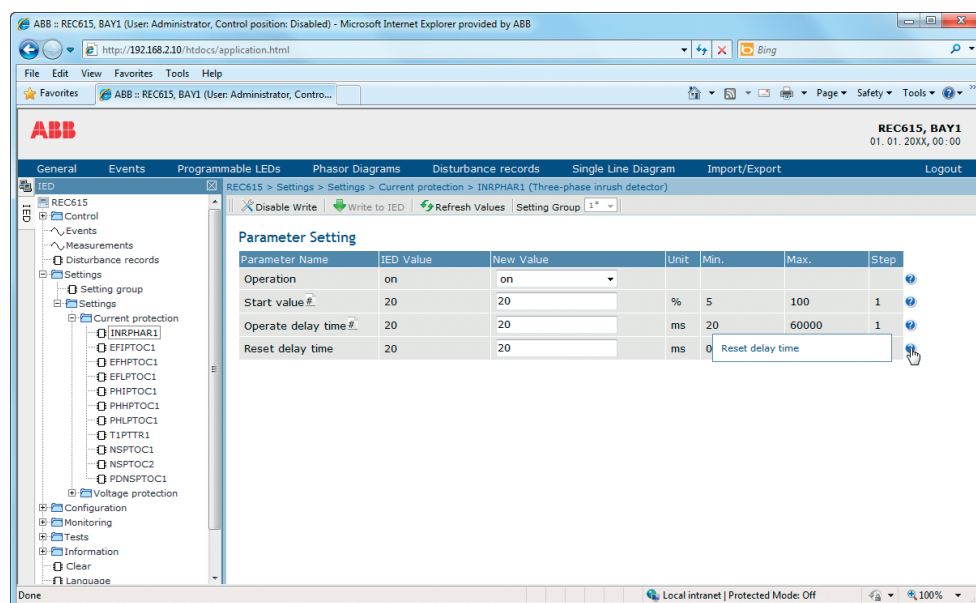 ABB :: REC615, BAY1 (User: Administrator, Control position: Disabled) - Microsoft Internet Explorer provided by ABB
http://192.168.2.10/htdocs/application.html
Bing
File Edit View Favorites Tools Help
Favorites ABB :: REC615, BAY1 (User: Administrator, Contro... Page Safety Tools
ABB
REC615, BAY1
01. 01. 20XX, 00:00
General Events Programmable LEDs Phasor Diagrams Disturbance records Single Line Diagram Import/Export Logout
IED
IED
REC615 > Settings > Settings > Current protection > INRPHAR1 (Three-phase inrush detector)
Disable Write Write to IED Refresh Values Setting Group 1*
REC615
Control
Events
Measurements
Disturbance records
Settings
Setting group
Settings
Current protection
INRPHAR1
EFIPTOC1
EFHPTOC1
EFLPTOC1
PHIPTOC1
PHHPTOC1
PHLPTOC1
T1PTTR1
NSPTOC1
NSPTOC2
PDNSPTOC1
Voltage protection
Configuration
Monitoring
Tests
Information
Clear
Language
Parameter Setting
Parameter Name IED Value New Value Unit Min. Max. Step
Operation on on
Start value # 20 20 % 5 100 1
Operate delay time # 20 20 ms 20 60000 1
Reset delay time 20 20 ms 0
Reset delay time
Done Local intranet | Protected Mode: Off 100%